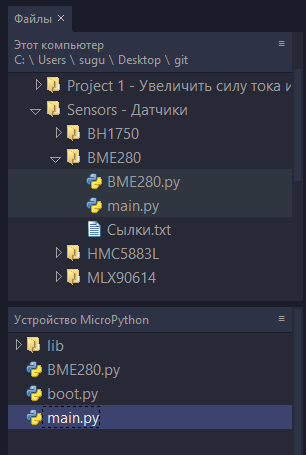 Файлы ×
Этот компьютер
C: \ Users \ sugu \ Desktop \ git
Project 1 - Увеличить силу тока и
Sensors - Датчики
BH1750
BME280
BME280.py
main.py
Сылки.txt
HMC5883L
MLX90614
Устройство MicroPython
lib
BME280.py
boot.py
main.py